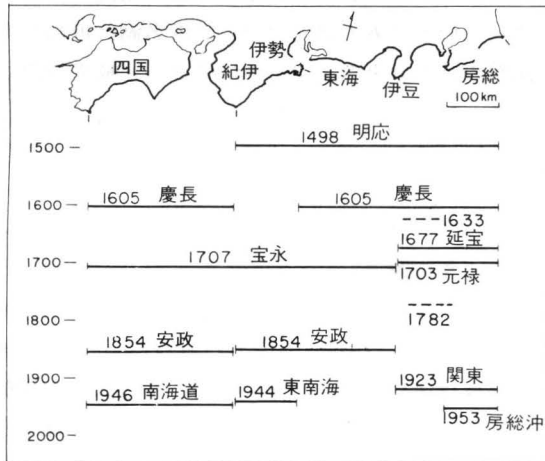 伊勢
四国
紀伊
東海
伊豆
房総
100km
1500
1498 明応
1600
1605 慶長
1605 慶長
1633
1677 延宝
1700
1707 宝永
1703 元禄
1782
1800
1854 安政
1854 安政
1900
1923 関東
1946 南海道
1944 東南海
1953 房総沖
2000